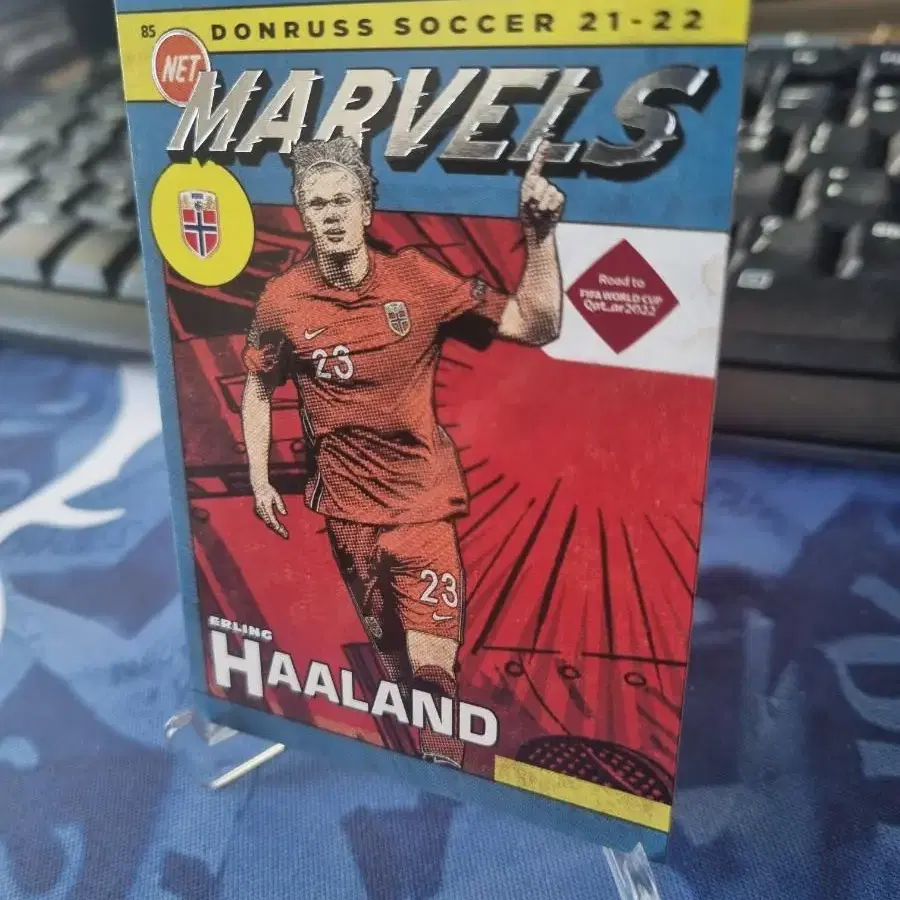 85
DONRUSS SOCCER 21-22
NET
MARVELS
Road to
FIFA WORLD CUP
Qatar2022
23
23
ERLING
HAALAND